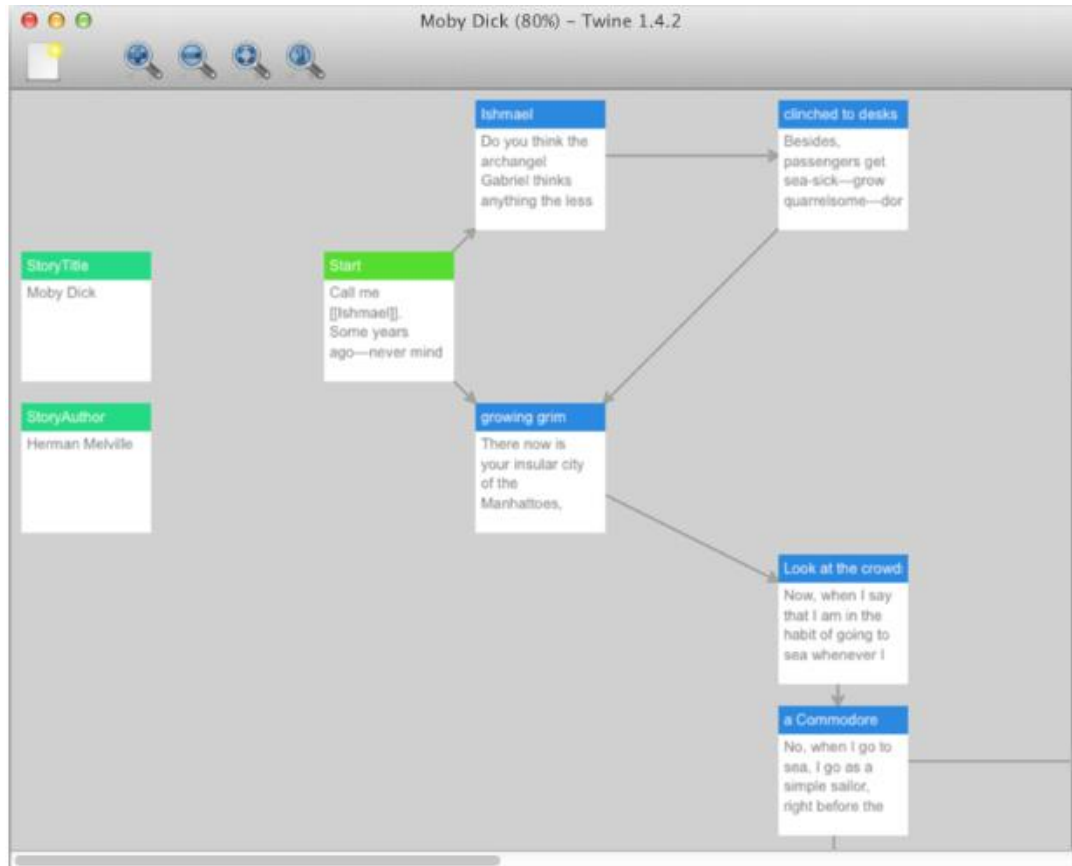 Moby Dick (80%) – Twine 1.4.2
Ishmael
Do you think the
archangel
Gabriel thinks
anything the less
clinched to desks
Besides,
passengers get
sea-sick—grow
quarrelsome—dor
StoryTitle
Moby Dick
Start
Call me
[[Ishmael]].
Some years
ago—never mind
StoryAuthor
Herman Melville
growing grim
There now is
your insular city
of the
Manhattoes,
Look at the crowd
Now, when I say
that I am in the
habit of going to
sea whenever I
a Commodore
No, when I go to
sea, I go as a
simple sailor,
right before the